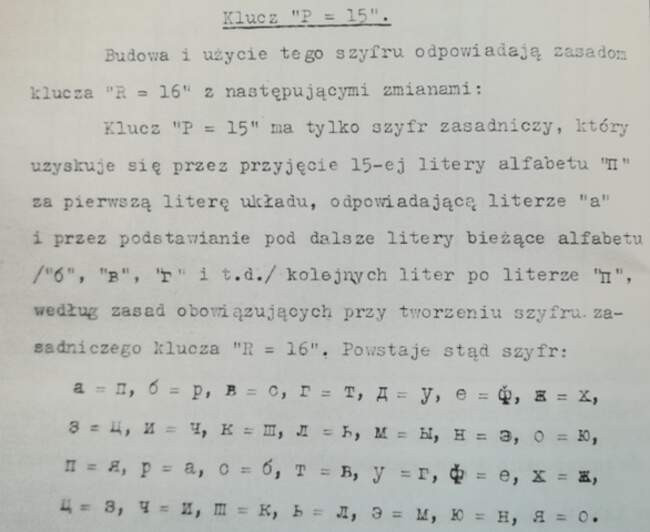 Klucz "P = 15".
Budowa i użycie tego szyfru odpowiadają zasadom
klucza "R = 16" z następującymi zmianami:
Klucz "P = 15" ma tylko szyfr zasadniczy, który
uzyskuje się przez przyjęcie 15-ej litery alfabetu "п"
za pierwszą literę układu, odpowiadającą literze "a"
i przez podstawianie pod dalsze litery bieżące alfabetu
/"б", "в", "г" i t.d./ kolejnych liter po literze "п",
według zasad obowiązujących przy tworzeniu szyfru za-
sadniczego klucza "R = 16". Powstaje stąd szyfr:
а = п, б = р, в = с, г = т, д = у, е = ф, ж = х,
з = ц, и = ч, к = ш, л = ь, м = ы, н = э, о = ю,
п = я, р = а, с = б, т = в, у = г, ф = е, х = ж,
ц = з, ч = и, ш = к, ь = л, э = м, ю = н, я = о.